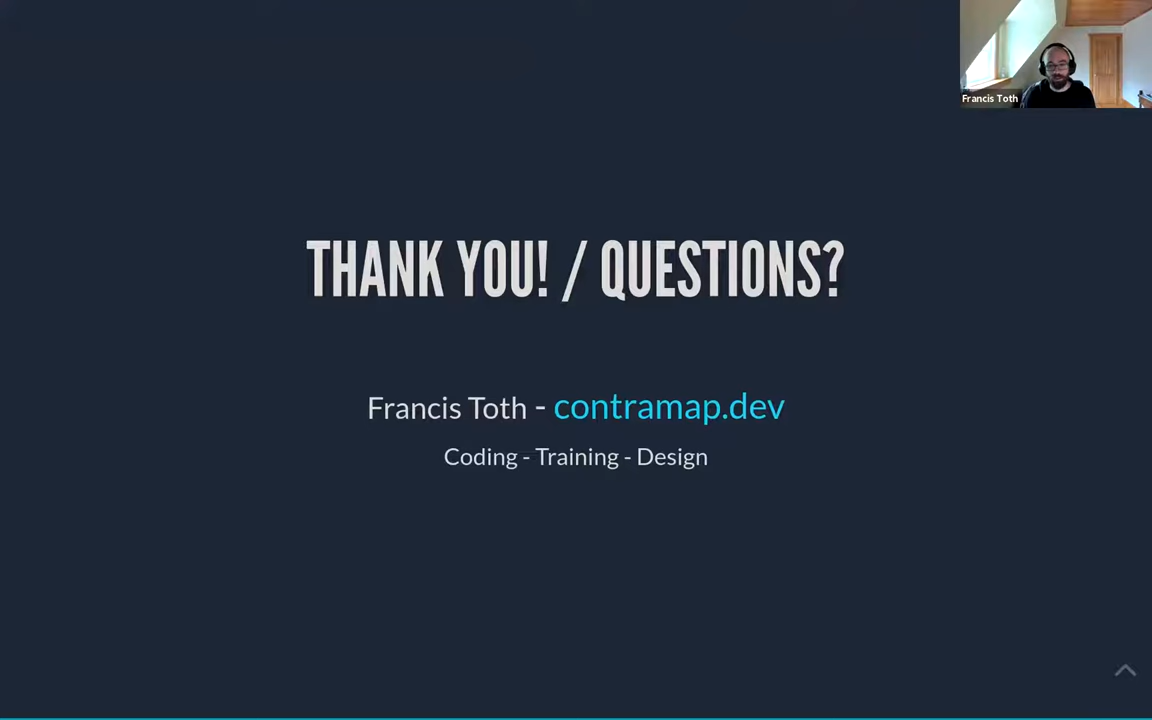 Francis Toth
THANK YOU! / QUESTIONS?
Francis Toth - contramap.dev
Coding - Training - Design